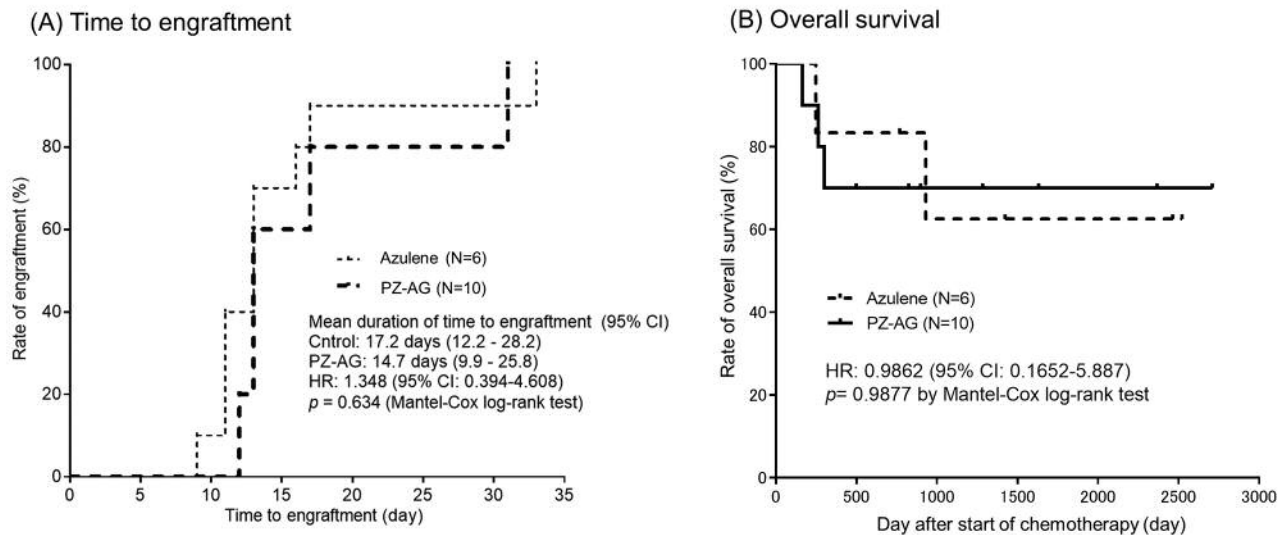 (A) Time to engraftment
100
80
60
40
20
0
Rate of engraftment (%)
Azulene (N=6)
PZ-AG (N=10)
Mean duration of time to engraftment (95% CI)
Cntrol: 17.2 days (12.2 - 28.2)
PZ-AG: 14.7 days (9.9 - 25.8)
HR: 1.348 (95% CI: 0.394-4.608)
p = 0.634 (Mantel-Cox log-rank test)
0 5 10 15 20 25 30 35
Time to engraftment (day)
(B) Overall survival
100
80
60
40
20
0
Rate of overall survival (%)
Azulene (N=6)
PZ-AG (N=10)
HR: 0.9862 (95% CI: 0.1652-5.887)
p= 0.9877 by Mantel-Cox log-rank test
0 500 1000 1500 2000 2500 3000
Day after start of chemotherapy (day)